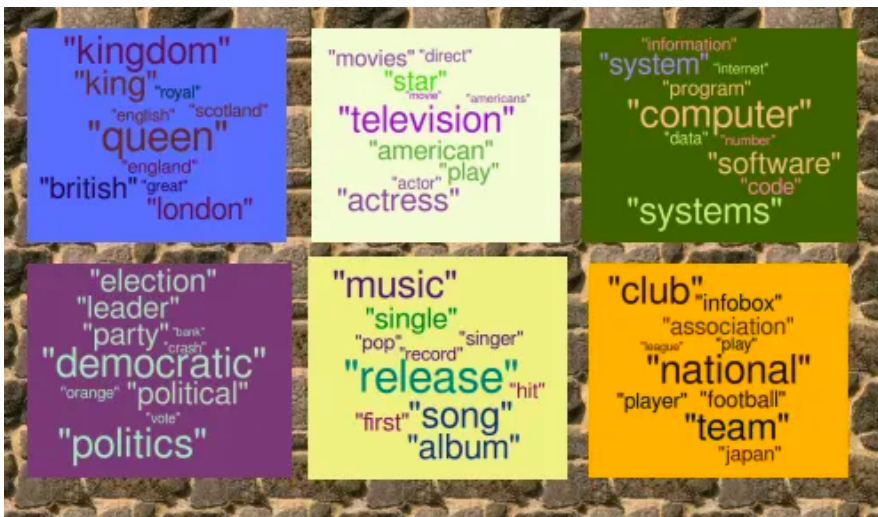 "kingdom"
"king"
"royal"
"english" "scotland"
"queen"
"england"
"british" "great"
"london"
"movies" "direct"
"star"
"movie" "americans"
"television"
"american"
"play"
"actor"
"actress"
"information"
"system" "internet"
"program"
"computer"
"data" "number"
"software"
"code"
"systems"
"election"
"leader"
"party" "bank"
"crash"
"democratic"
"orange" "political"
"vote"
"politics"
"music"
"single"
"pop" "singer"
"record"
"release"
"hit"
"first" "song"
"album"
"club" "infobox"
"association"
"league" "play"
"national"
"player" "football"
"team"
"japan"